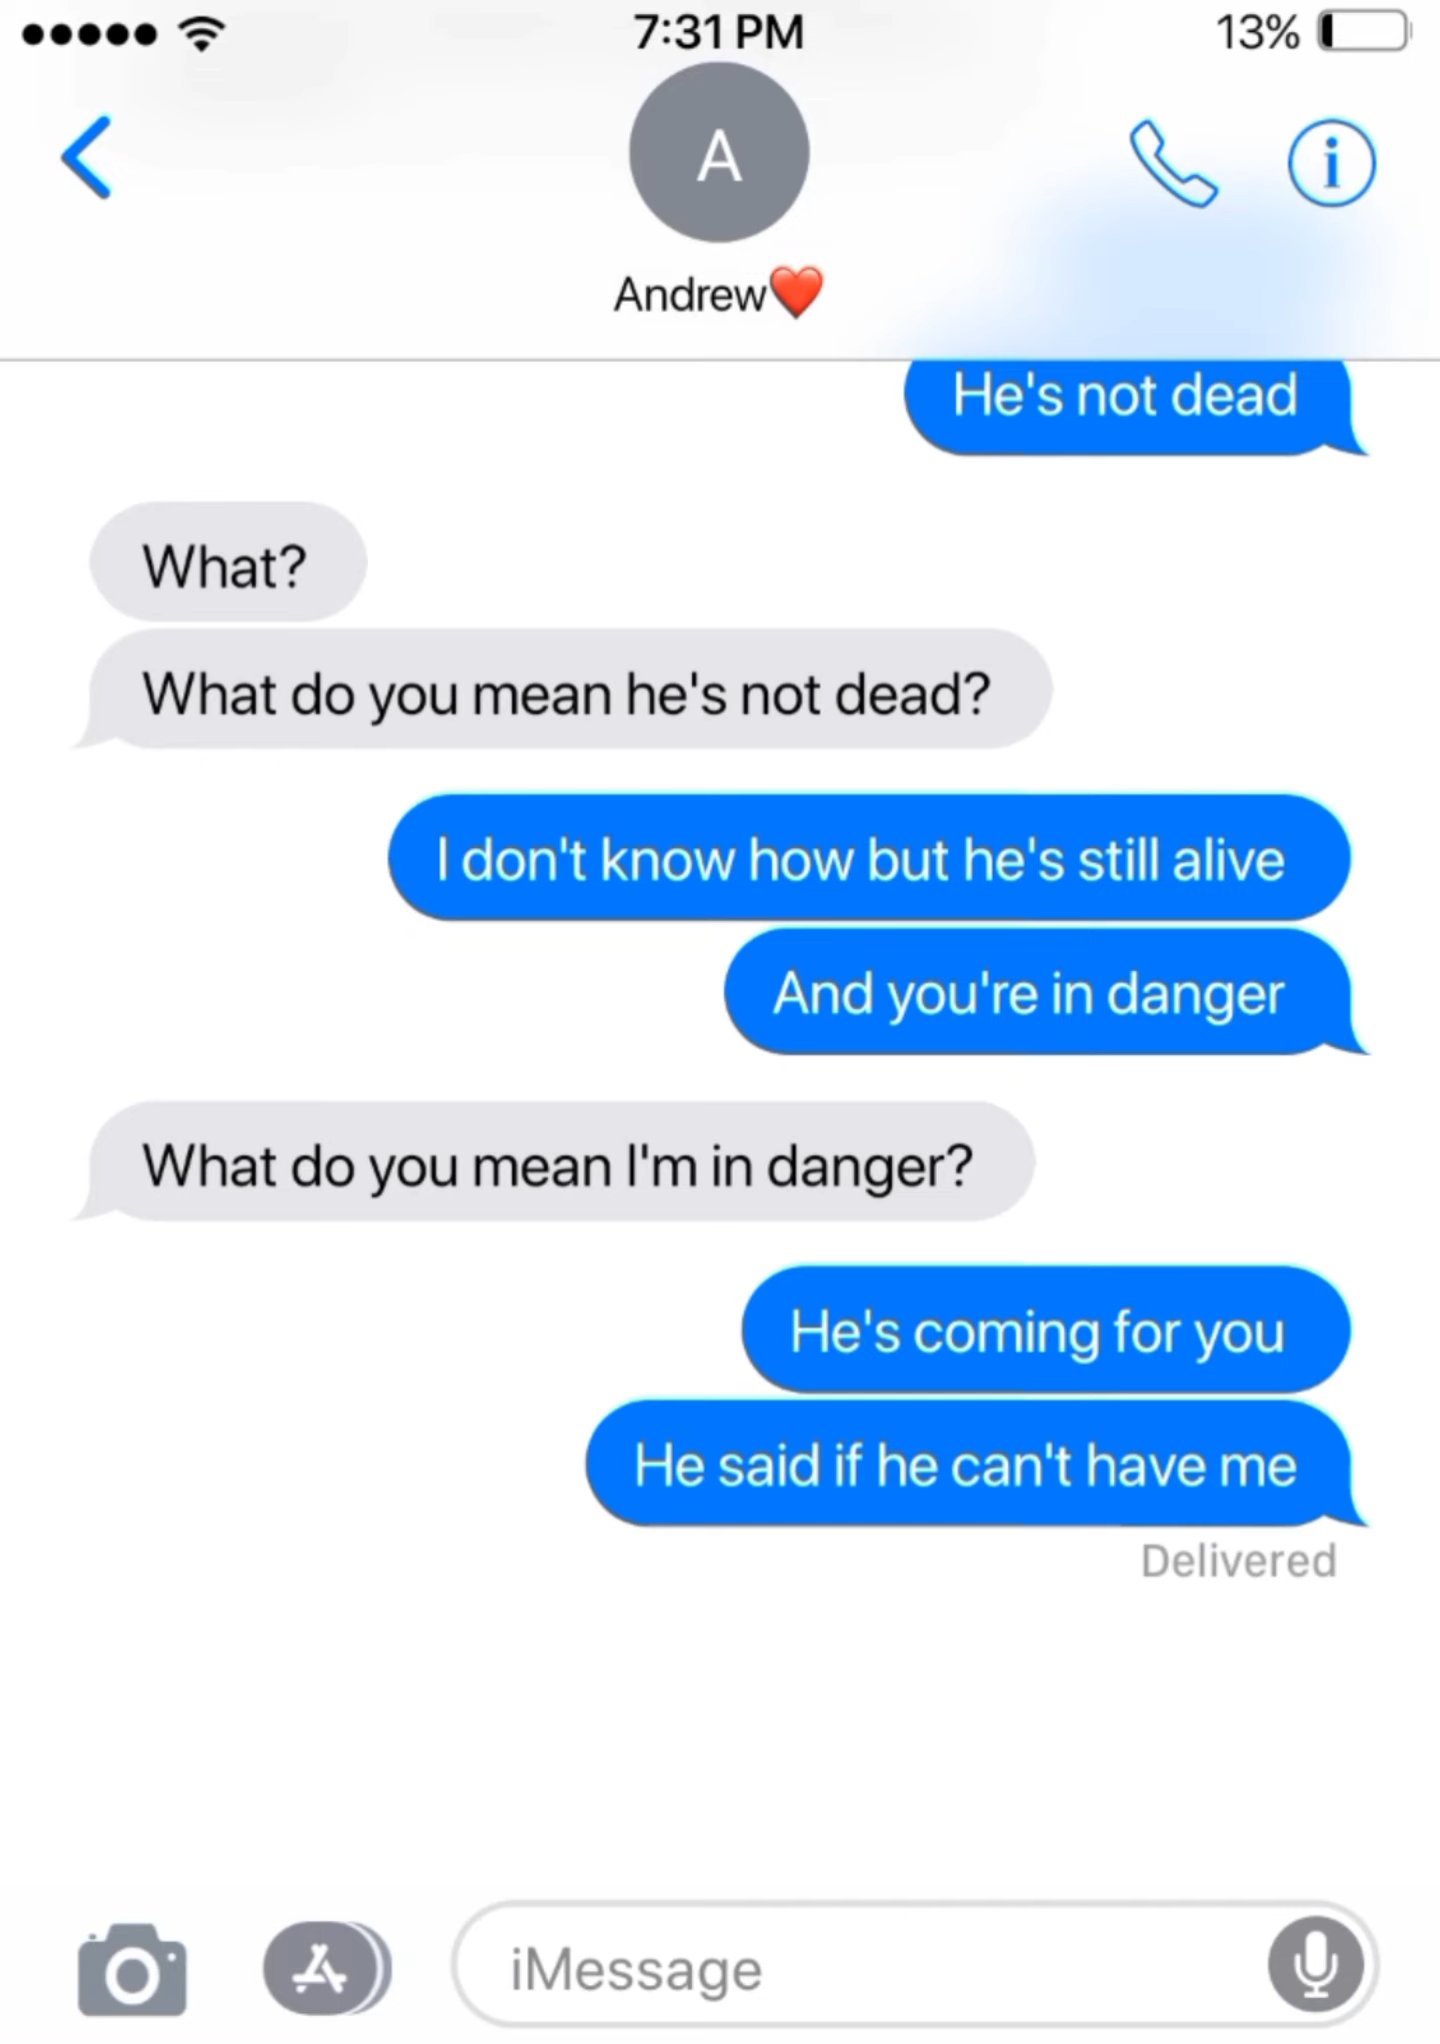 7:31 PM
13%
A
Andrew❤️
He's not dead
What?
What do you mean he's not dead?
I don't know how but he's still alive
And you're in danger
What do you mean I'm in danger?
He's coming for you
He said if he can't have me
Delivered
iMessage